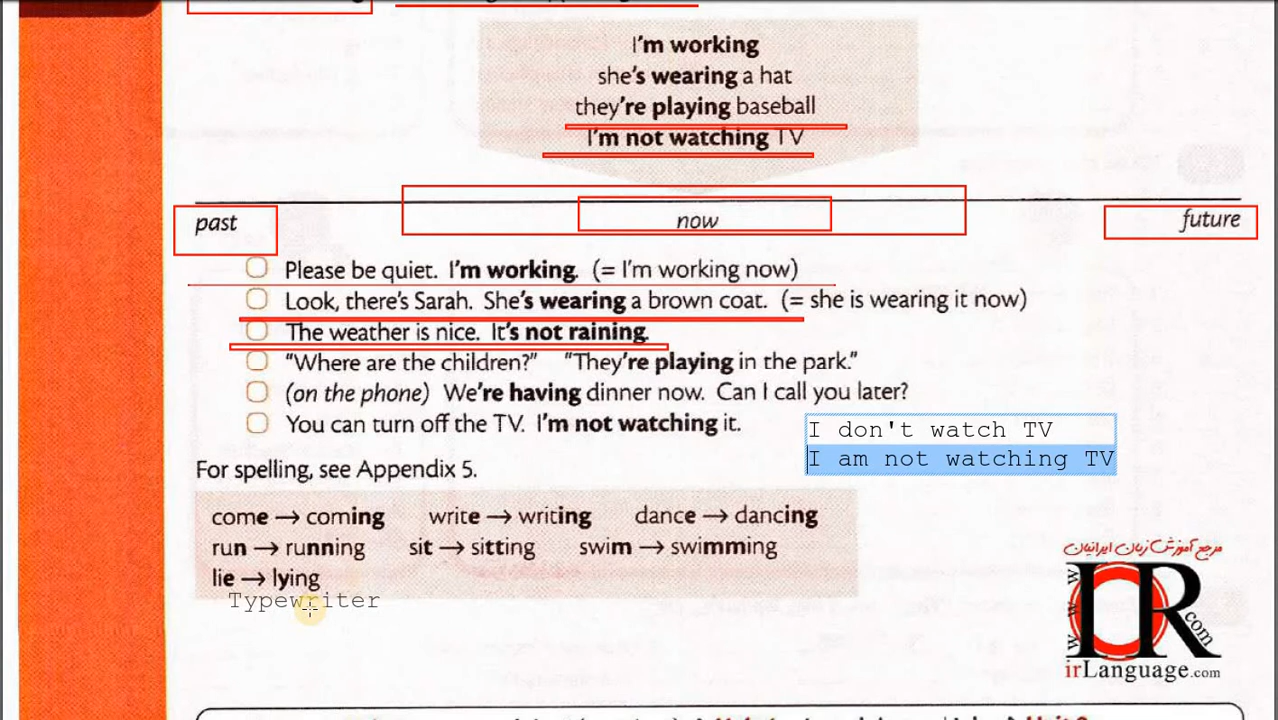 I'm working
she's wearing a hat
they're playing baseball
I'm not watching TV
past now future
Please be quiet. I'm working. (= I'm working now)
Look, there's Sarah. She's wearing a brown coat. (= she is wearing it now)
The weather is nice. It's not raining.
"Where are the children?" "They're playing in the park."
(on the phone) We're having dinner now. Can I call you later?
You can turn off the TV. I'm not watching it.
I don't watch TV
I am not watching TV
For spelling, see Appendix 5.
come → coming write → writing dance → dancing
run → running sit → sitting swim → swimming
lie → lying
Typewriter
مرجع آموزش زبان ایرانیان
www.IR.com
irLanguage.com